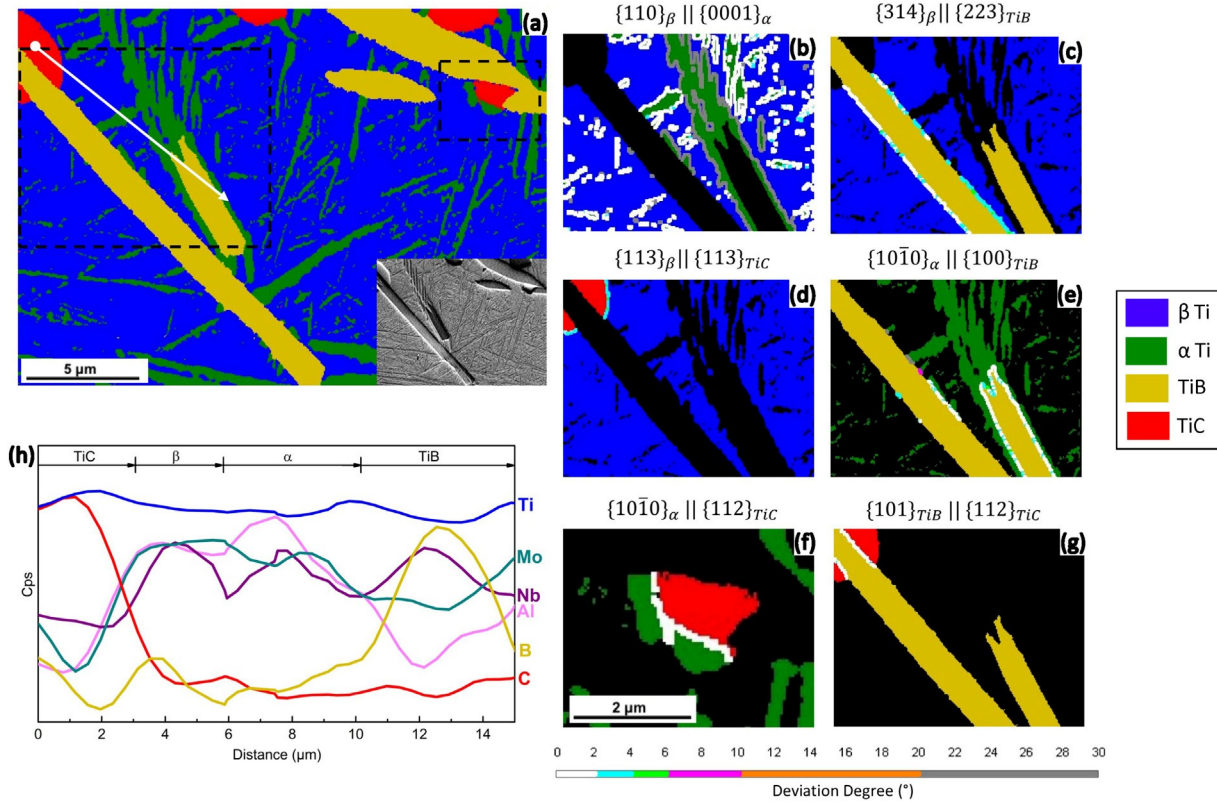 (a)
5 μm
{110}β || {0001}α
(b)
{314}β || {223}TiB
(c)
{113}β || {113}TiC
(d)
{101̄0}α || {100}TiB
(e)
β Ti
α Ti
TiB
TiC
(h)
TiC β α TiB
Ti
Mo
Nb
Al
B
C
Cps
0 2 4 6 8 10 12 14
Distance (μm)
{101̄0}α || {112}TiC
(f)
2 μm
{101}TiB || {112}TiC
(g)
0 2 4 6 8 10 12 14 16 18 20 22 24 26 28 30
Deviation Degree (°)